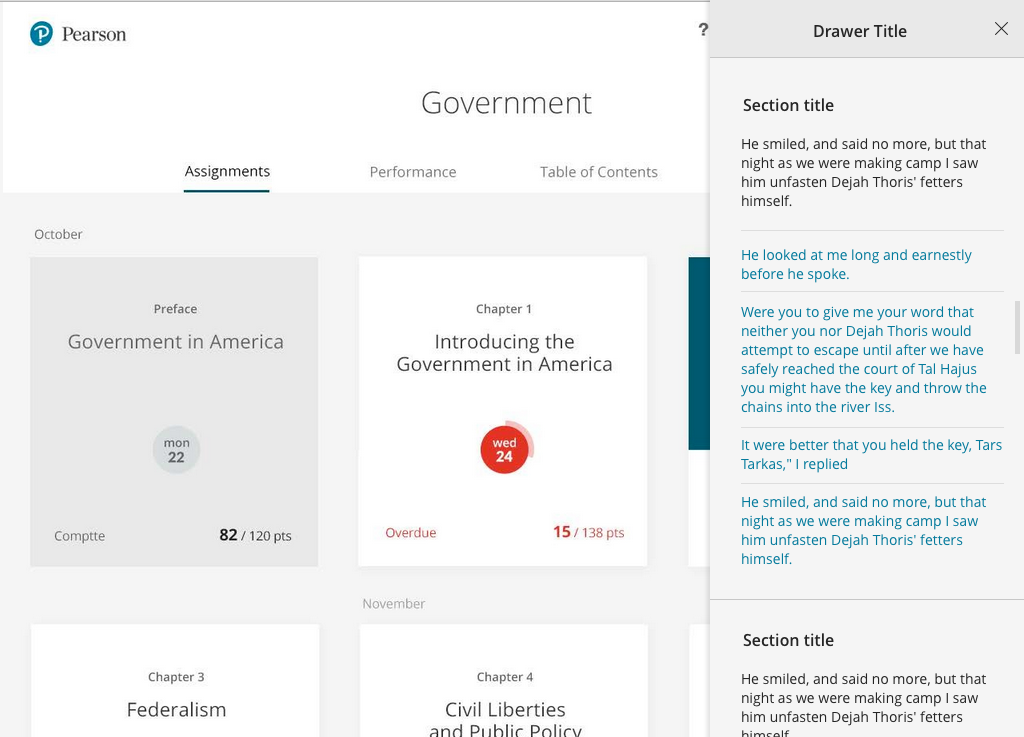 Pearson
?
Government
Assignments
Performance
Table of Contents
October
Preface
Government in America
mon
22
Comptte
82 / 120 pts
Chapter 1
Introducing the
Government in America
wed
24
Overdue
15 / 138 pts
November
Chapter 3
Federalism
Chapter 4
Civil Liberties
and Public Policy
Drawer Title
Section title
He smiled, and said no more, but that
night as we were making camp I saw
him unfasten Dejah Thoris' fetters
himself.
He looked at me long and earnestly
before he spoke.
Were you to give me your word that
neither you nor Dejah Thoris would
attempt to escape until after we have
safely reached the court of Tal Hajus
you might have the key and throw the
chains into the river Iss.
It were better that you held the key, Tars
Tarkas," I replied
He smiled, and said no more, but that
night as we were making camp I saw
him unfasten Dejah Thoris' fetters
himself.
Section title
He smiled, and said no more, but that
night as we were making camp I saw
him unfasten Dejah Thoris' fetters
himself.